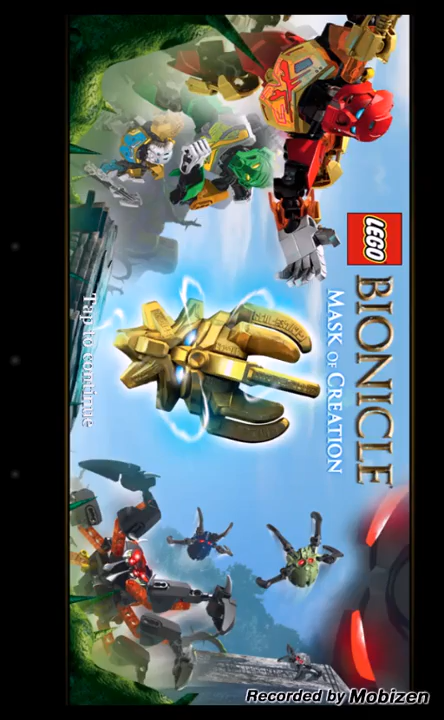 LEGO
BIONICLE
MASK OF CREATION
Tap to continue
Recorded by Mobizen